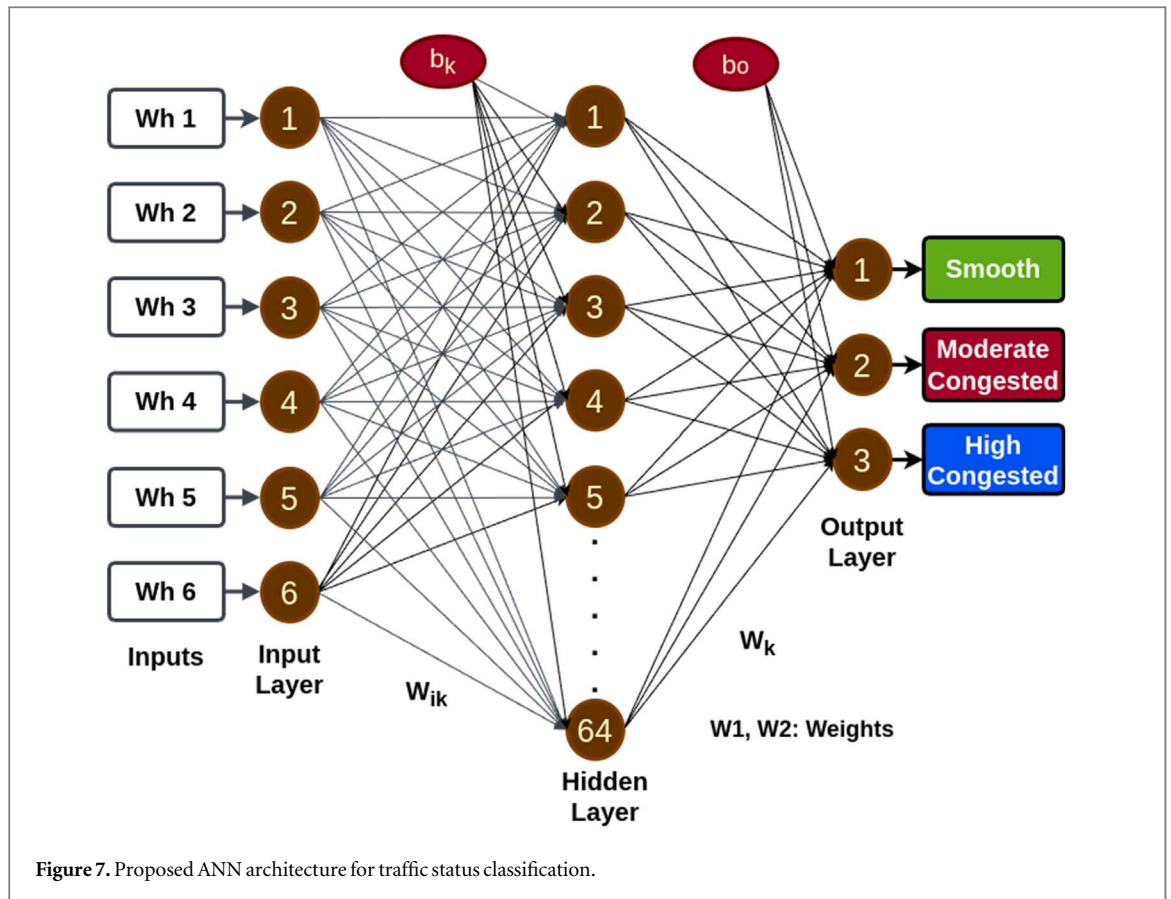 b_k
bo
Wh 1
1
1
Wh 2
2
2
Wh 3
3
3
1
Smooth
Wh 4
4
4
2
Moderate
Congested
Wh 5
5
5
3
High
Congested
Wh 6
6
.
.
.
.
.
.
64
Output
Layer
Inputs
Input
Layer
W_ik
W_k
W1, W2: Weights
Hidden
Layer
Figure 7. Proposed ANN architecture for traffic status classification.